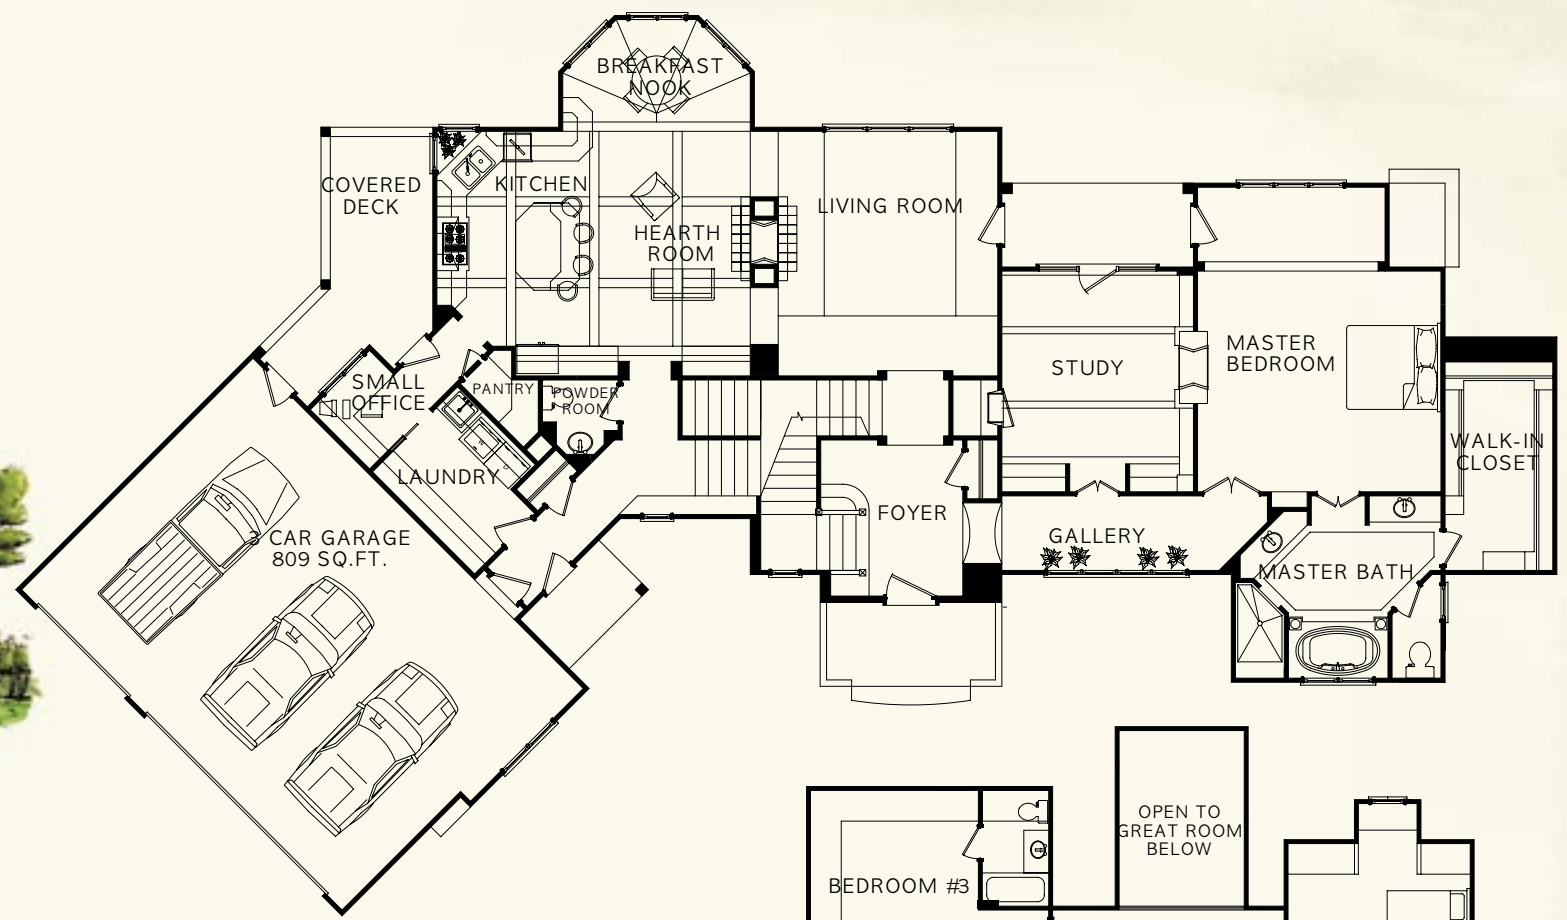 BREAKFAST
NOOK
COVERED
DECK
KITCHEN
HEARTH
ROOM
LIVING ROOM
SMALL
OFFICE
PANTRY
POWDER
ROOM
LAUNDRY
STUDY
MASTER
BEDROOM
WALK-IN
CLOSET
FOYER
GALLERY
MASTER BATH
3 CAR GARAGE
809 SQ.FT.
OPEN TO
GREAT ROOM
BELOW
BEDROOM #3